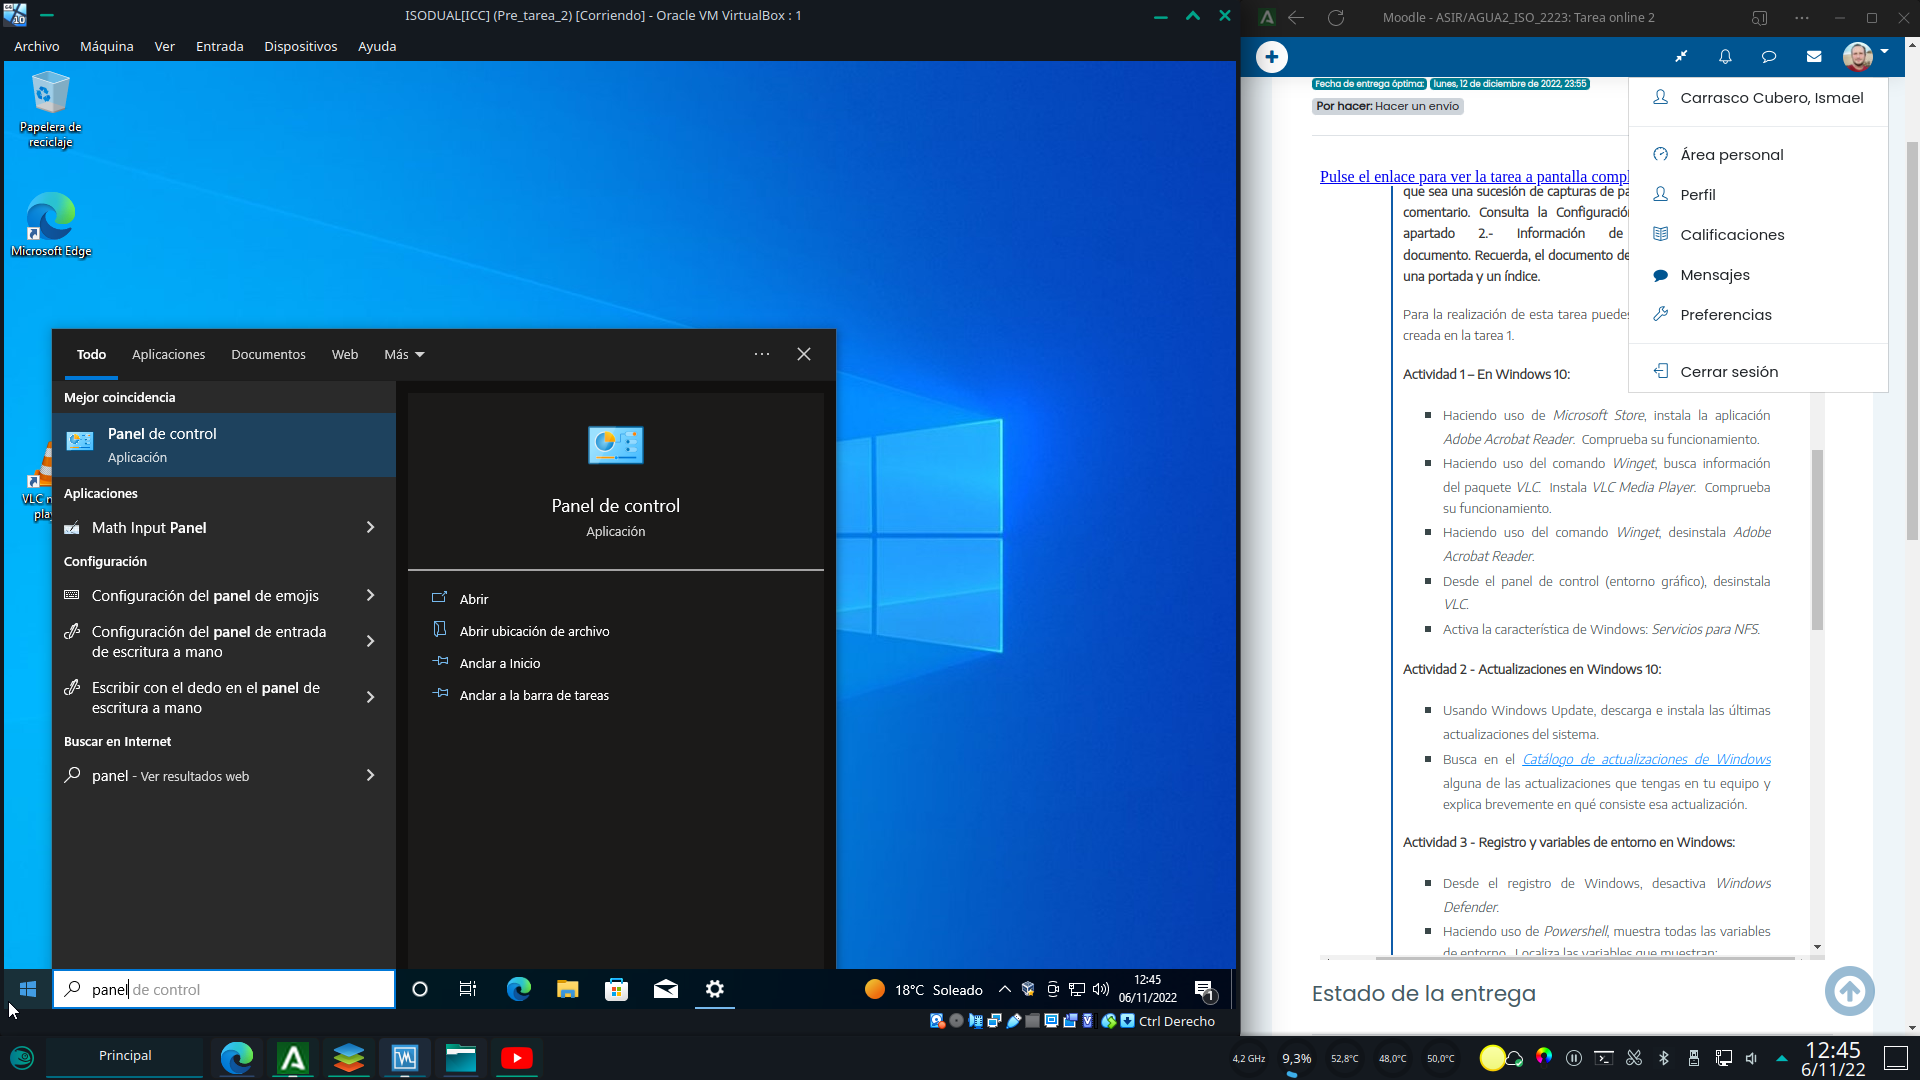 ISODUAL[ICC] (Pre_tarea_2) [Corriendo] - Oracle VM VirtualBox : 1
Archivo Máquina Ver Entrada Dispositivos Ayuda
Papelera de
reciclaje
Microsoft Edge
VLC
play
Todo Aplicaciones Documentos Web Más
Mejor coincidencia
Panel de control
Aplicación
Aplicaciones
Math Input Panel
Configuración
Configuración del panel de emojis
Configuración del panel de entrada
de escritura a mano
Escribir con el dedo en el panel de
escritura a mano
Buscar en Internet
panel - Ver resultados web
Panel de control
Aplicación
Abrir
Abrir ubicación de archivo
Anclar a Inicio
Anclar a la barra de tareas
panel de control
18°C Soleado
12:45
06/11/2022
1
Ctrl Derecho
Moodle - ASIR/AGUA2_ISO_2223: Tarea online 2
Fecha de entrega óptima: lunes, 12 de diciembre de 2022, 23:55
Por hacer: Hacer un envío
Pulse el enlace para ver la tarea a pantalla compl
que sea una sucesión de capturas de pa
comentario. Consulta la Configuración
apartado 2.- Información de
documento. Recuerda, el documento de
una portada y un índice.
Para la realización de esta tarea puedes
creada en la tarea 1.
Actividad 1 – En Windows 10:
Haciendo uso de Microsoft Store, instala la aplicación
Adobe Acrobat Reader. Comprueba su funcionamiento.
Haciendo uso del comando Winget, busca información
del paquete VLC. Instala VLC Media Player. Comprueba
su funcionamiento.
Haciendo uso del comando Winget, desinstala Adobe
Acrobat Reader.
Desde el panel de control (entorno gráfico), desinstala
VLC.
Activa la característica de Windows: Servicios para NFS.
Actividad 2 - Actualizaciones en Windows 10:
Usando Windows Update, descarga e instala las últimas
actualizaciones del sistema.
Busca en el Catálogo de actualizaciones de Windows
alguna de las actualizaciones que tengas en tu equipo y
explica brevemente en qué consiste esa actualización.
Actividad 3 - Registro y variables de entorno en Windows:
Desde el registro de Windows, desactiva Windows
Defender.
Haciendo uso de Powershell, muestra todas las variables
de entorno. Localiza las variables que muestran:
Carrasco Cubero, Ismael
Área personal
Perfil
Calificaciones
Mensajes
Preferencias
Cerrar sesión
Estado de la entrega
Principal
4,2 GHz 9,3% 52,8°C 48,0°C 50,0°C
12:45
6/11/22